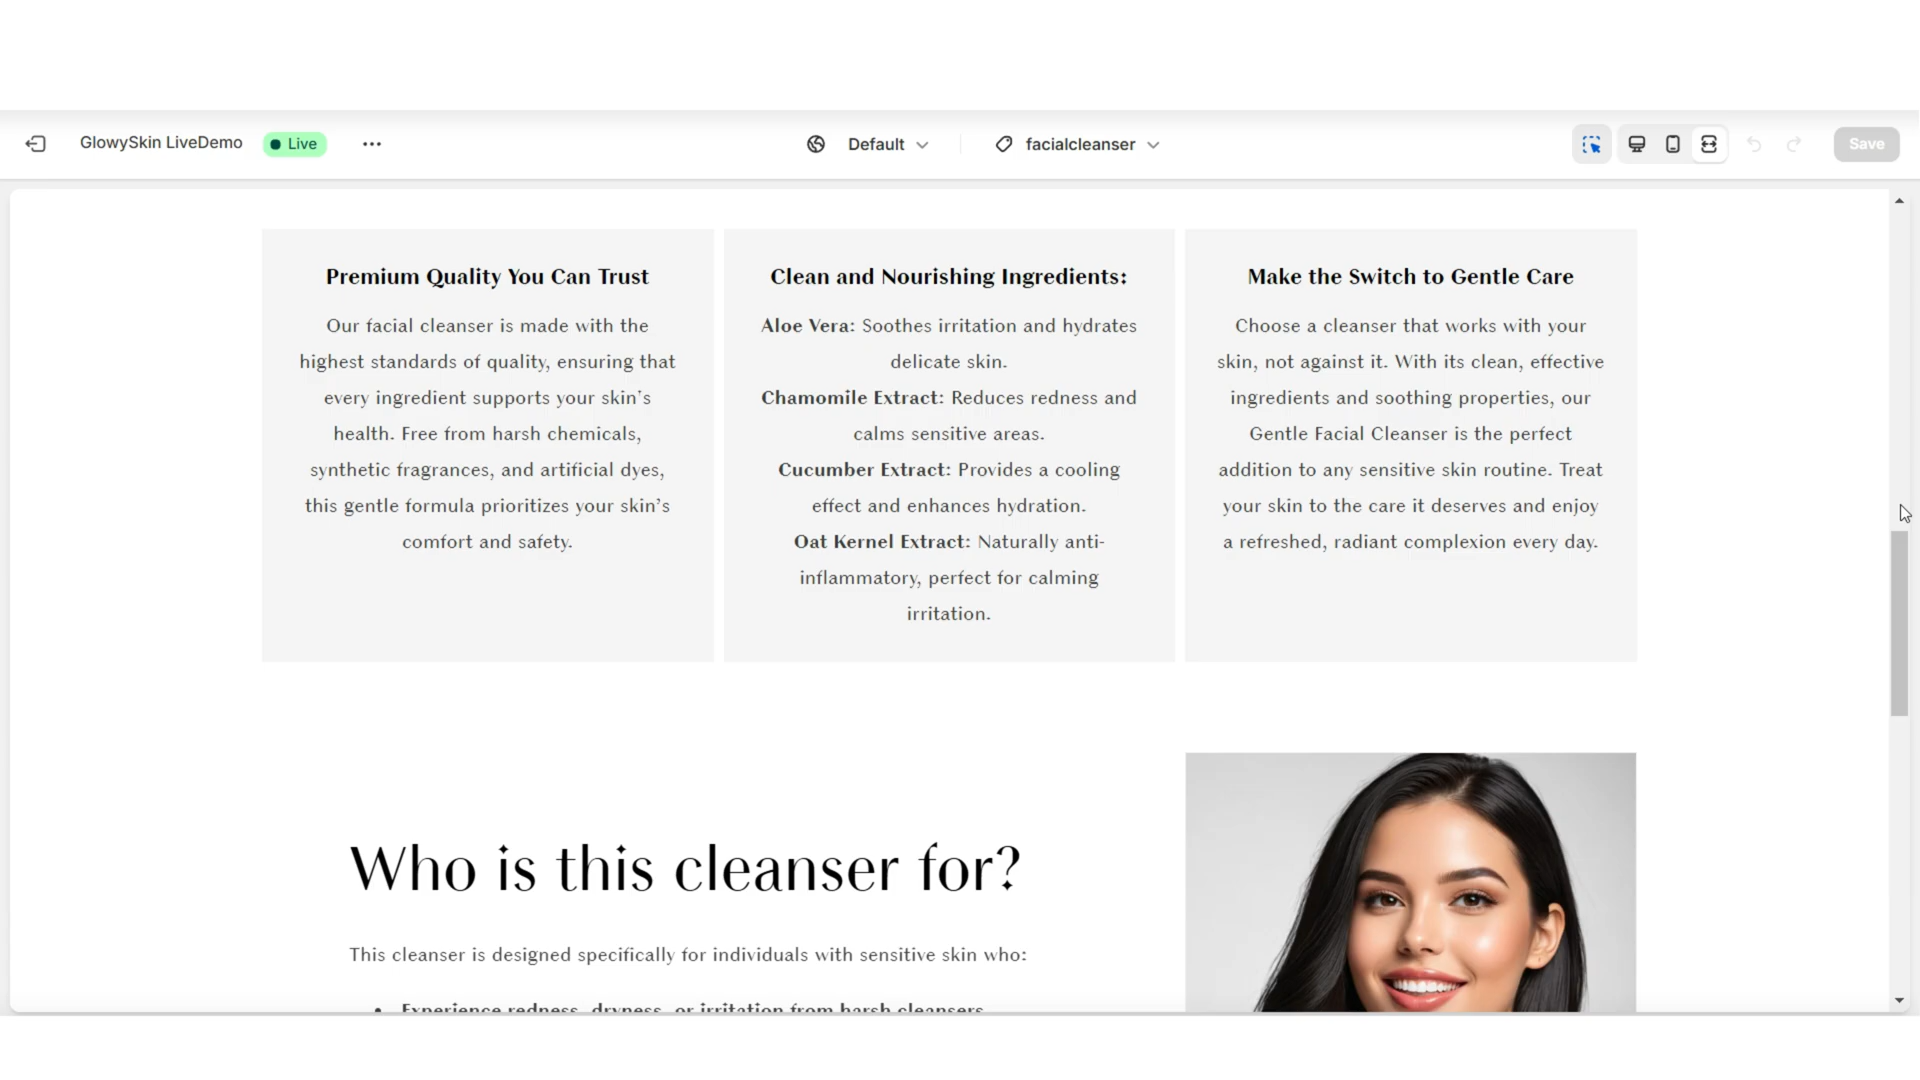 GlowySkin LiveDemo
Live
Default
facialcleanser
Save
Premium Quality You Can Trust
Our facial cleanser is made with the
highest standards of quality, ensuring that
every ingredient supports your skin's
health. Free from harsh chemicals,
synthetic fragrances, and artificial dyes,
this gentle formula prioritizes your skin's
comfort and safety.
Clean and Nourishing Ingredients:
Aloe Vera: Soothes irritation and hydrates
delicate skin.
Chamomile Extract: Reduces redness and
calms sensitive areas.
Cucumber Extract: Provides a cooling
effect and enhances hydration.
Oat Kernel Extract: Naturally anti-
inflammatory, perfect for calming
irritation.
Make the Switch to Gentle Care
Choose a cleanser that works with your
skin, not against it. With its clean, effective
ingredients and soothing properties, our
Gentle Facial Cleanser is the perfect
addition to any sensitive skin routine. Treat
your skin to the care it deserves and enjoy
a refreshed, radiant complexion every day.
Who is this cleanser for?
This cleanser is designed specifically for individuals with sensitive skin who:
• Experience redness, dryness, or irritation from harsh cleansers